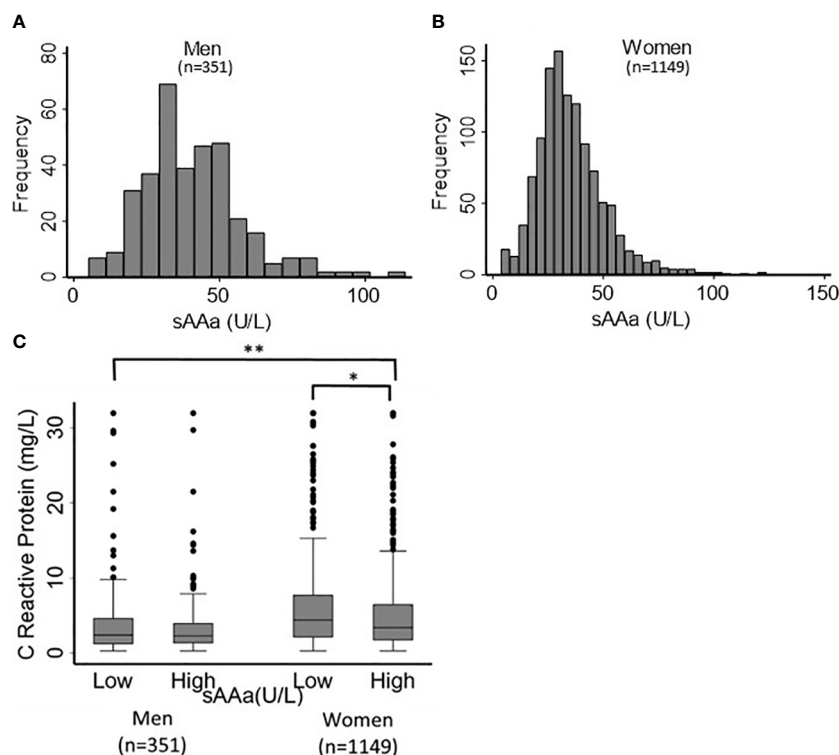 A
Men
(n=351)
80
60
40
20
0
Frequency
0 50 100
sAAa (U/L)
B
Women
(n=1149)
150
100
50
0
Frequency
0 50 100 150
sAAa (U/L)
C
**
*
30
20
10
0
C Reactive Protein (mg/L)
Low High Low High
sAAa(U/L)
Men Women
(n=351) (n=1149)